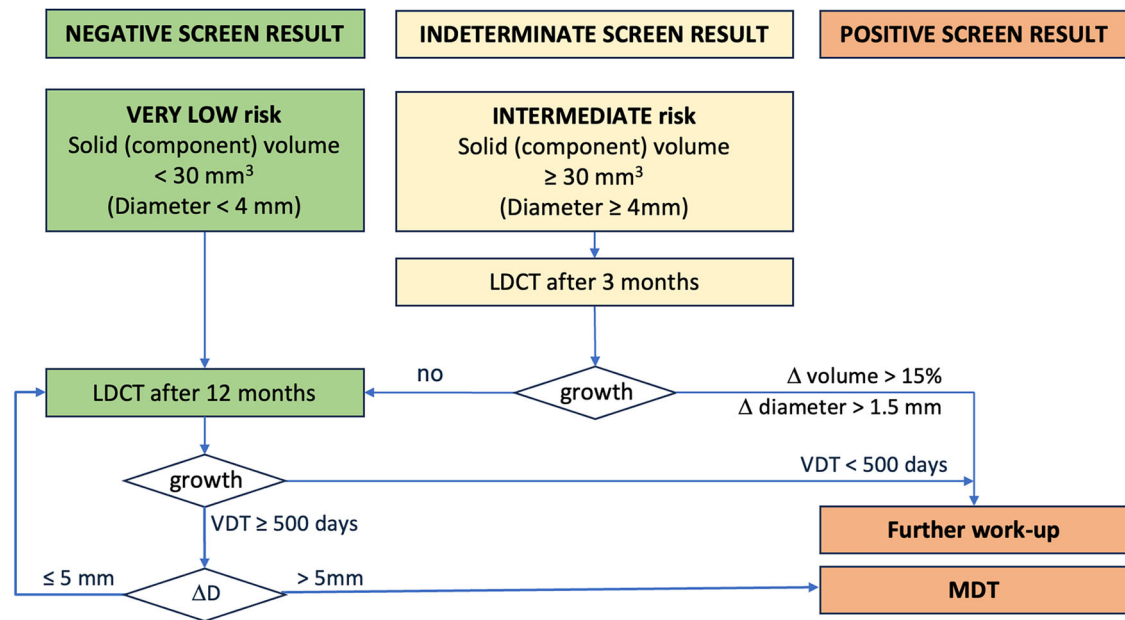 NEGATIVE SCREEN RESULT
INDETERMINATE SCREEN RESULT
POSITIVE SCREEN RESULT
VERY LOW risk
Solid (component) volume
< 30 mm³
(Diameter < 4 mm)
INTERMEDIATE risk
Solid (component) volume
≥ 30 mm³
(Diameter ≥ 4mm)
LDCT after 3 months
LDCT after 12 months
no
growth
Δ volume > 15%
Δ diameter > 1.5 mm
growth
VDT < 500 days
VDT ≥ 500 days
Further work-up
≤ 5 mm
ΔD
> 5mm
MDT